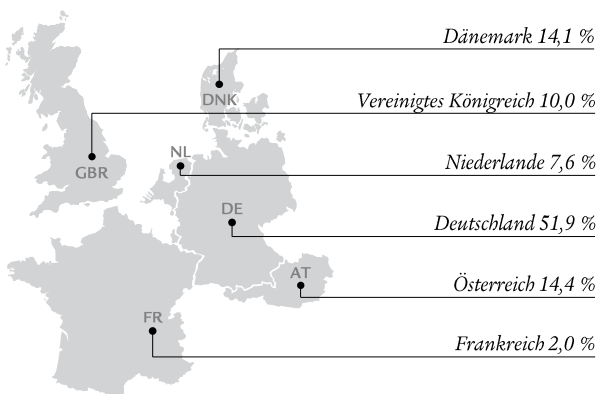 Dänemark 14,1 %
DNK
Vereinigtes Königreich 10,0 %
GBR
NL
Niederlande 7,6 %
DE
Deutschland 51,9 %
AT
Österreich 14,4 %
FR
Frankreich 2,0 %